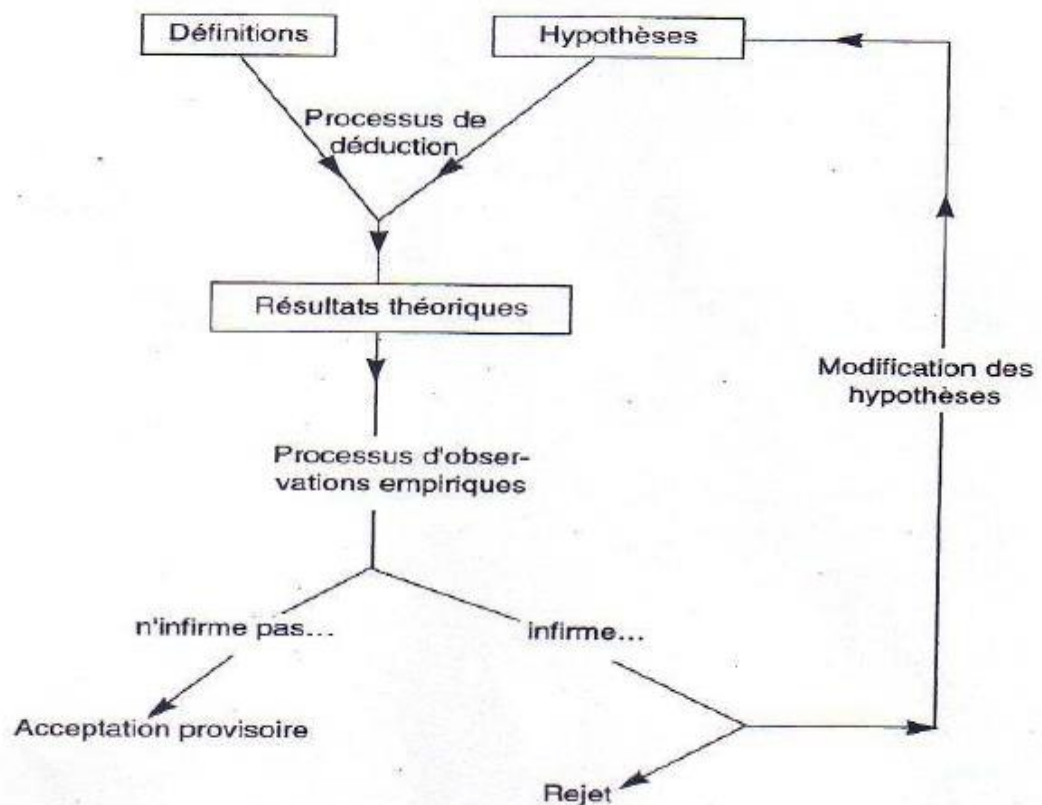 Définitions
Hypothèses
Processus de
déduction
Résultats théoriques
Modification des
hypothèses
Processus d'obser-
vations empiriques
n'infirme pas...
infirme...
Acceptation provisoire
Rejet